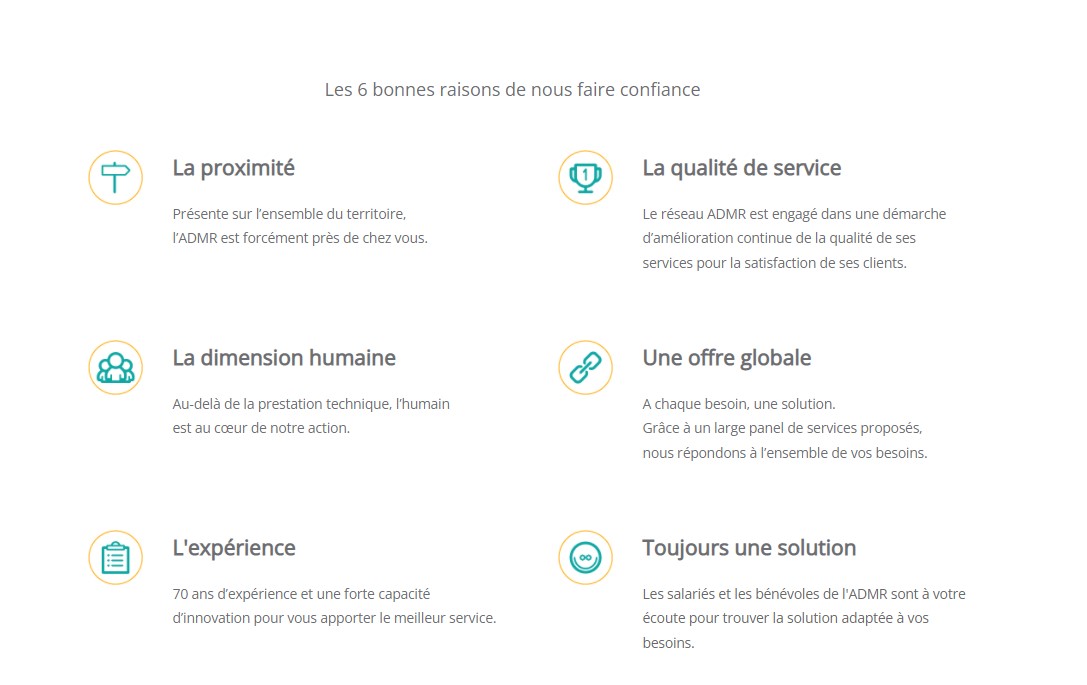 Les 6 bonnes raisons de nous faire confiance
La proximité
Présente sur l’ensemble du territoire,
l’ADMR est forcément près de chez vous.
La qualité de service
Le réseau ADMR est engagé dans une démarche
d’amélioration continue de la qualité de ses
services pour la satisfaction de ses clients.
La dimension humaine
Au-delà de la prestation technique, l’humain
est au cœur de notre action.
Une offre globale
A chaque besoin, une solution.
Grâce à un large panel de services proposés,
nous répondons à l’ensemble de vos besoins.
L'expérience
70 ans d’expérience et une forte capacité
d’innovation pour vous apporter le meilleur service.
Toujours une solution
Les salariés et les bénévoles de l'ADMR sont à votre
écoute pour trouver la solution adaptée à vos
besoins.